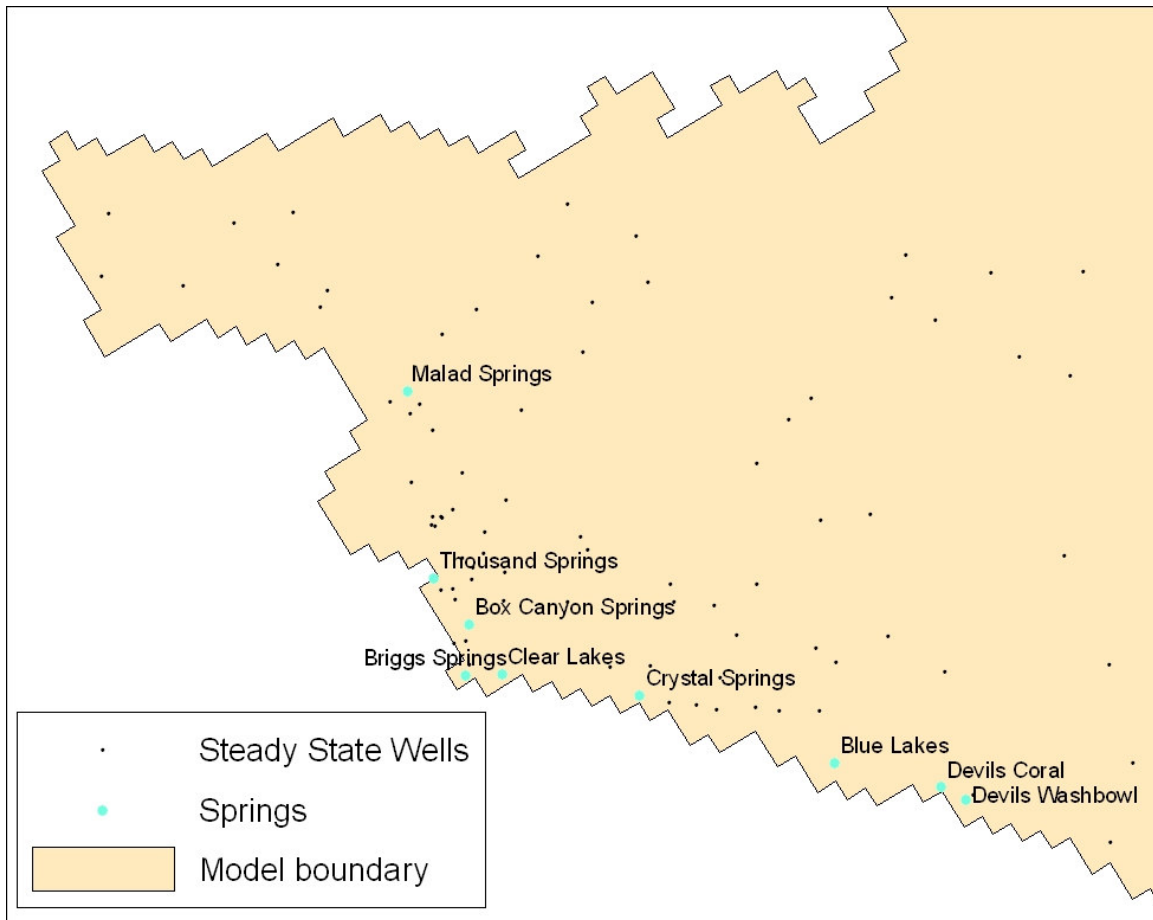 Malad Springs
Thousand Springs
Box Canyon Springs
Briggs Springs
Clear Lakes
Crystal Springs
Blue Lakes
Devils Coral
Devils Washbowl
Steady State Wells
Springs
Model boundary